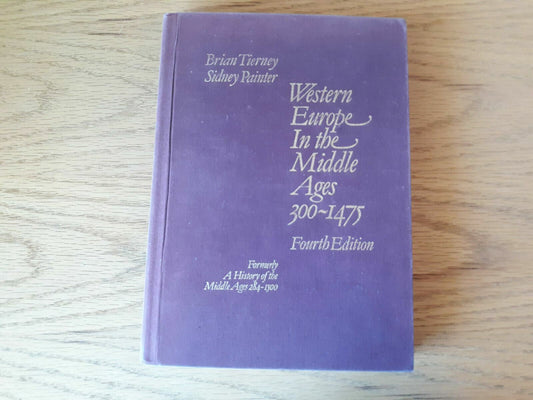 Brian Tierney
Sidney Painter
Western
Europe
In the
Middle
Ages
300~1475
Fourth Edition
Formerly
A History of the
Middle Ages 284-1500